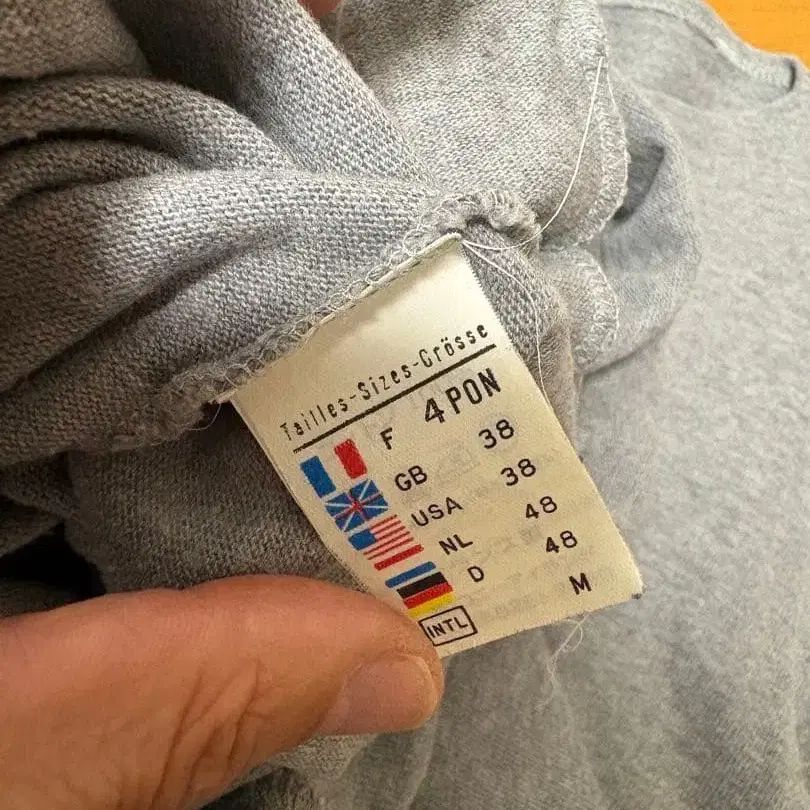 Tailles-Sizes-Grösse
F 4PON
GB 38
USA 38
NL 48
D 48
INTL M